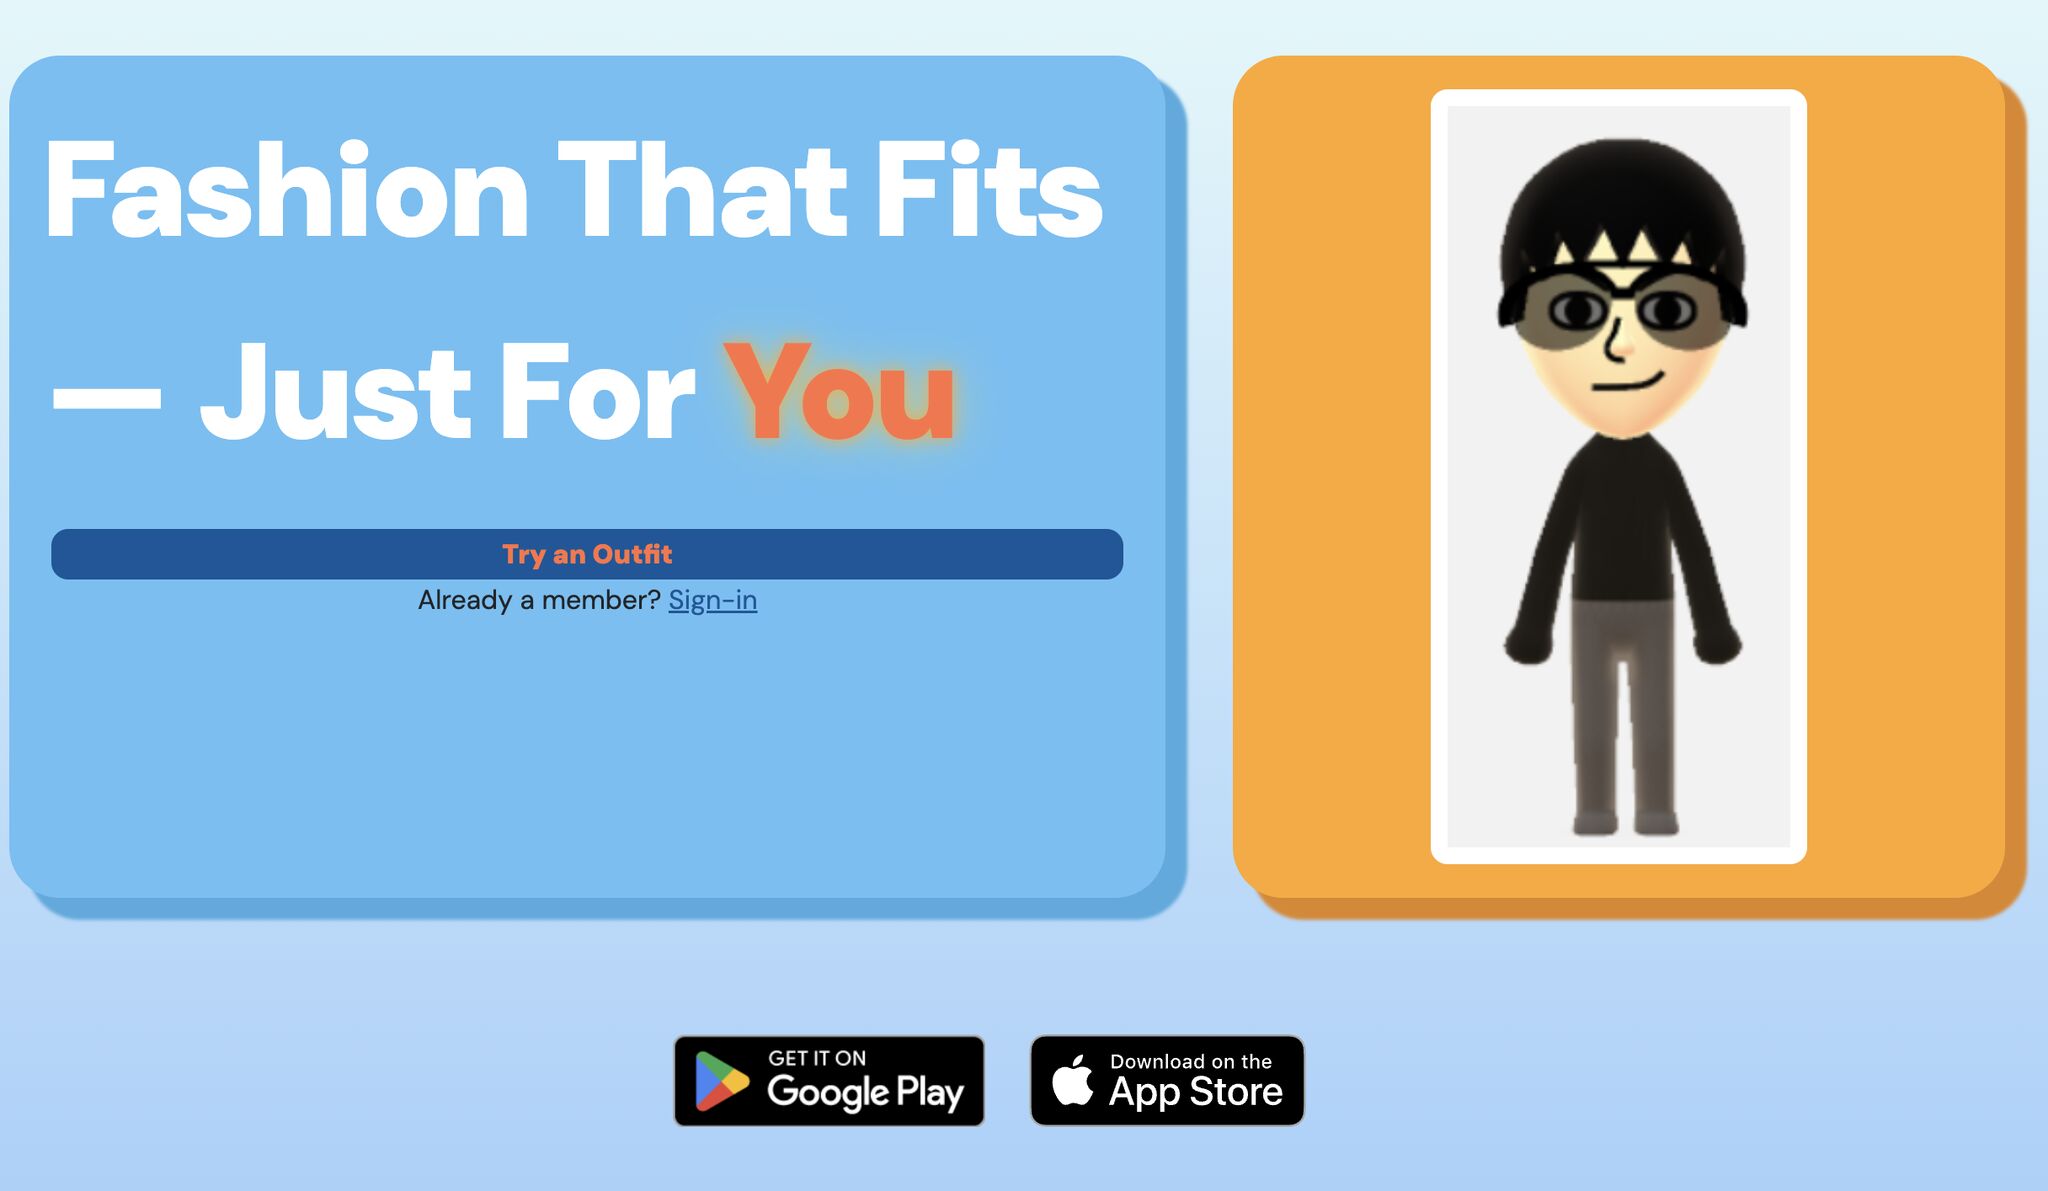 Fashion That Fits
— Just For You
Try an Outfit
Already a member? Sign-in
GET IT ON
Google Play
Download on the
App Store